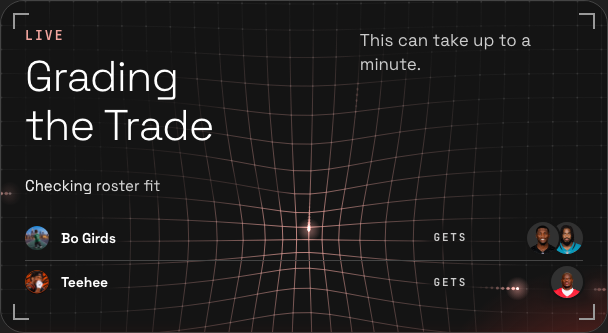 LIVE
Grading
the Trade
This can take up to a
minute.
Checking roster fit
Bo Girds
GETS
Teehee
GETS